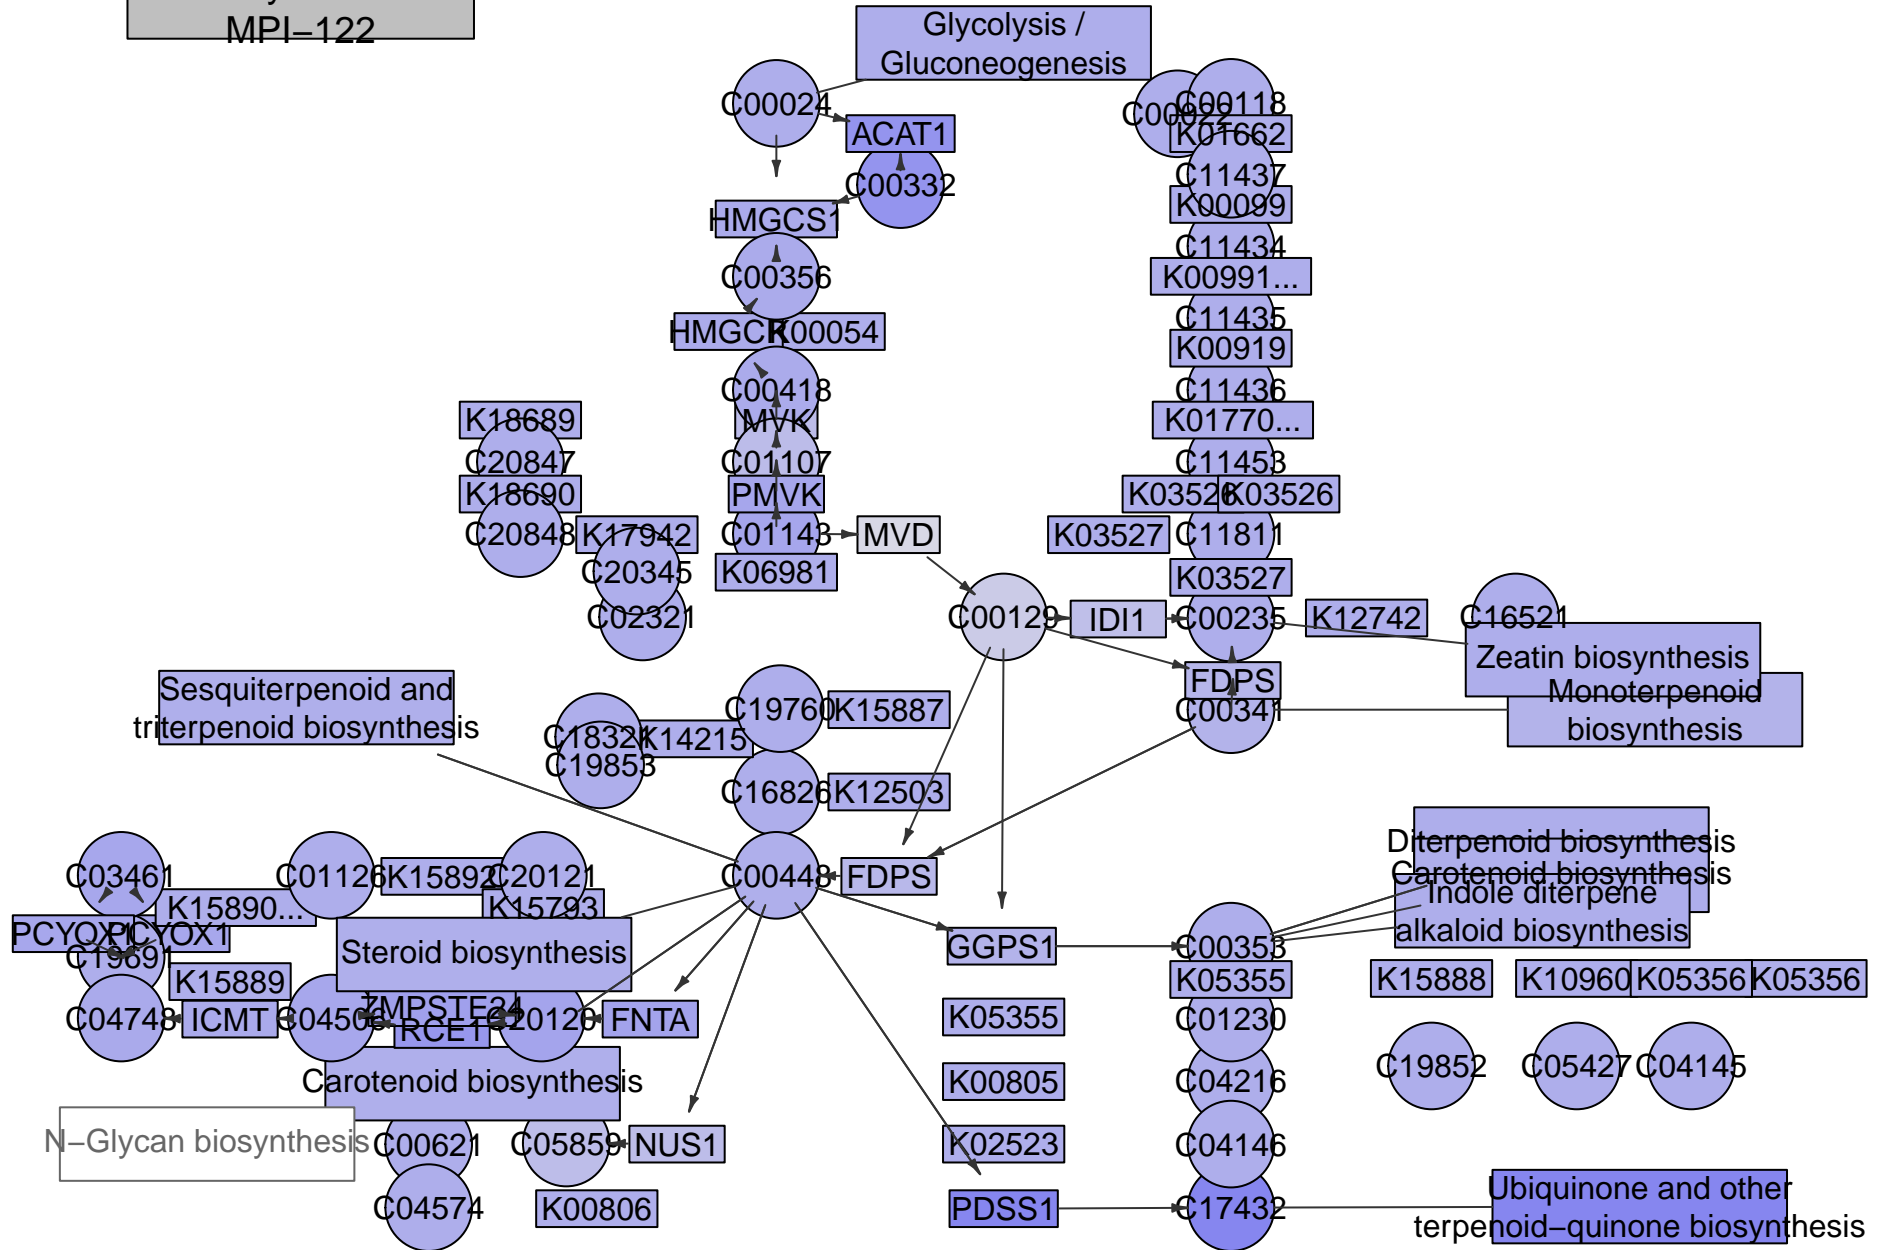 MPI−122
Glycolysis /
Gluconeogenesis
C00024
C00118
C00022
ACAT1
K01662
C00332
C11437
HMGCS1
K00099
C11434
C00356
K00991...
C11435
HMGCR
K00054
K00919
C00418
C11436
K18689
MVK
K01770...
C20847
C01107
C11453
K18690
PMVK
K03526
K03526
C20848
K17942
C01143
MVD
K03527
C11811
C20345
K06981
K03527
C02321
C00129
IDI1
C00235
K12742
C16521
Zeatin biosynthesis
Sesquiterpenoid and
triterpenoid biosynthesis
FDPS
Monoterpenoid
biosynthesis
C19760
K15887
C00341
C18324
K14215
C19853
C16826
K12503
Diterpenoid biosynthesis
Carotenoid biosynthesis
C03461
C01126
K15892
C20121
C00448
FDPS
Indole diterpene
alkaloid biosynthesis
K15890...
K15793
PCYOX1
PCYOX1
C19691
Steroid biosynthesis
GGPS1
C00353
K15889
K05355
K15888
K10960
K05356
K05356
C04748
ICMT
C04506
ZMPSTE24
RCE1
C20120
FNTA
K05355
C01230
C19852
C05427
C04145
Carotenoid biosynthesis
K00805
C04216
N−Glycan biosynthesis
C00621
C05859
NUS1
K02523
C04146
C04574
K00806
PDSS1
C17432
Ubiquinone and other
terpenoid−quinone biosynthesis